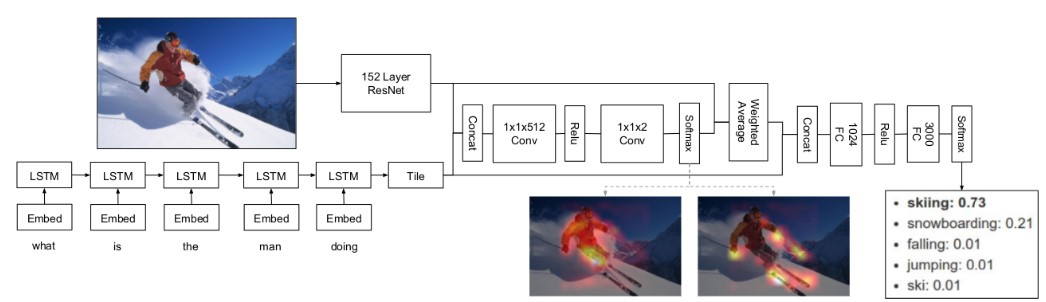 152 Layer
ResNet
Concat
1x1x512
Conv
Relu
1x1x2
Conv
Softmax
Weighted
Average
Concat
1024
FC
Relu
3000
FC
Softmax
LSTM
LSTM
LSTM
LSTM
LSTM
Tile
Embed
Embed
Embed
Embed
Embed
what
is
the
man
doing
• skiing: 0.73
• snowboarding: 0.21
• falling: 0.01
• jumping: 0.01
• ski: 0.01